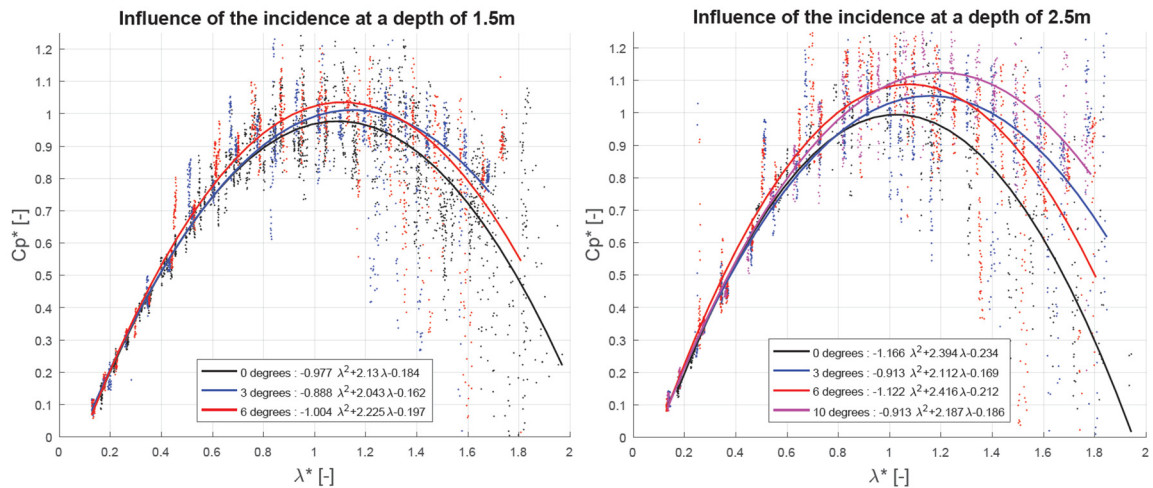 Influence of the incidence at a depth of 1.5m
1.2
1.1
1
0.9
0.8
0.7
0.6
0.5
0.4
0.3
0.2
0.1
0
Cp* [-]
0 degrees : -0.977 λ²+2.13 λ-0.184
3 degrees : -0.888 λ²+2.043 λ-0.162
6 degrees : -1.004 λ²+2.225 λ-0.197
0 0.2 0.4 0.6 0.8 1 1.2 1.4 1.6 1.8 2
λ* [-]
Influence of the incidence at a depth of 2.5m
1.2
1.1
1
0.9
0.8
0.7
0.6
0.5
0.4
0.3
0.2
0.1
0
Cp* [-]
0 degrees : -1.166 λ²+2.394 λ-0.234
3 degrees : -0.913 λ²+2.112 λ-0.169
6 degrees : -1.122 λ²+2.416 λ-0.212
10 degrees : -0.913 λ²+2.187 λ-0.186
0 0.2 0.4 0.6 0.8 1 1.2 1.4 1.6 1.8 2
λ* [-]